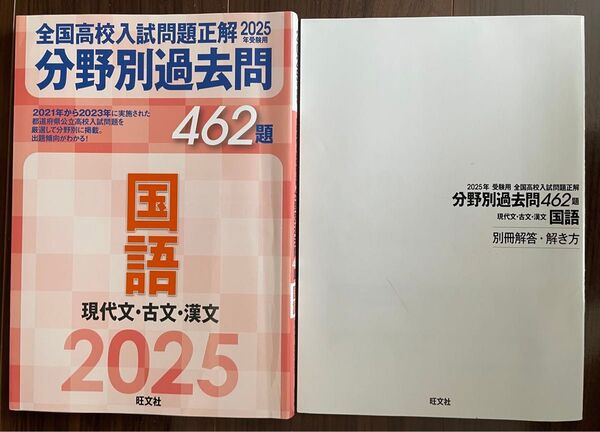 全国高校入試問題正解
2025
年受験用
分野別過去問
2021年から2023年に実施された
都道府県公立高校入試問題を
厳選して分野別に掲載。
出題傾向がわかる!
462題
国語
現代文・古文・漢文
2025
旺文社
2025年 受験用 全国高校入試問題正解
分野別過去問462題
現代文・古文・漢文 国語
別冊解答・解き方
旺文社